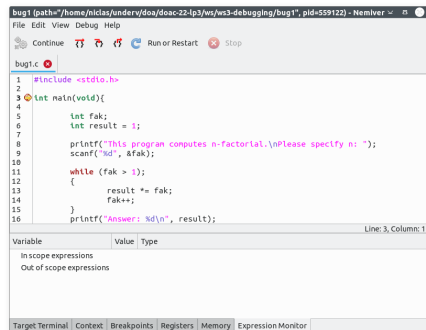 bug1 (path="/home/niclas/underv/doa/doac-22-lp3/ws/ws3-debugging/bug1", pid=559122) - Nemiver
File Edit View Debug Help
Continue Run or Restart Stop
bug1.c
1 #include <stdio.h>
2
3 int main(void){
4
5 int fak;
6 int result = 1;
7
8 printf("This program computes n-factorial.\nPlease specify n: ");
9 scanf("%d", &fak);
10
11 while (fak > 1);
12 {
13 result *= fak;
14 fak++;
15 }
16 printf("Answer: %d\n", result);
Line: 3, Column: 1
Variable Value Type
In scope expressions
Out of scope expressions
Target Terminal Context Breakpoints Registers Memory Expression Monitor